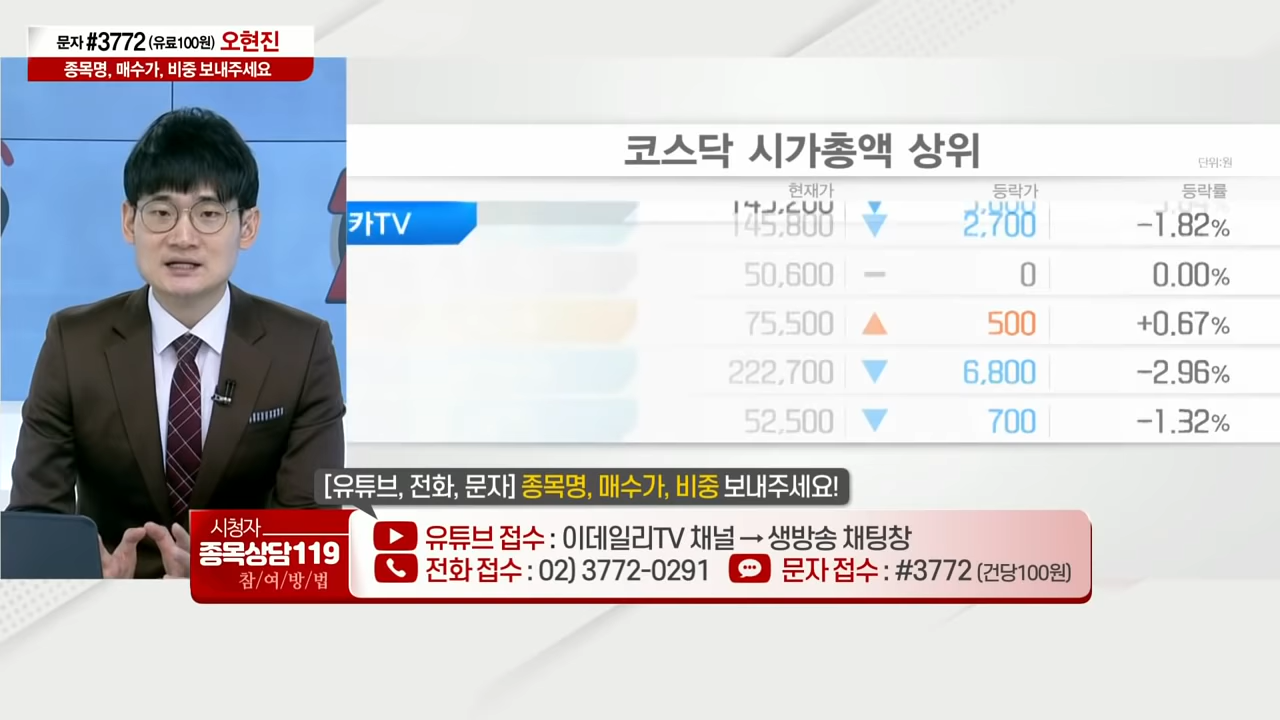 문자 #3772 (유료100원) 오현진
종목명, 매수가, 비중 보내주세요
코스닥 시가총액 상위
단위:원
현재가 등락가 등락률
카TV 145,800 ▼ 2,700 -1.82%
50,600 － 0 0.00%
75,500 ▲ 500 +0.67%
222,700 ▼ 6,800 -2.96%
52,500 ▼ 700 -1.32%
[유튜브, 전화, 문자] 종목명, 매수가, 비중 보내주세요!
시청자
종목상담119
참/여/방/법
유튜브 접수 : 이데일리TV 채널 → 생방송 채팅창
전화 접수 : 02) 3772-0291 문자 접수 : #3772 (건당100원)